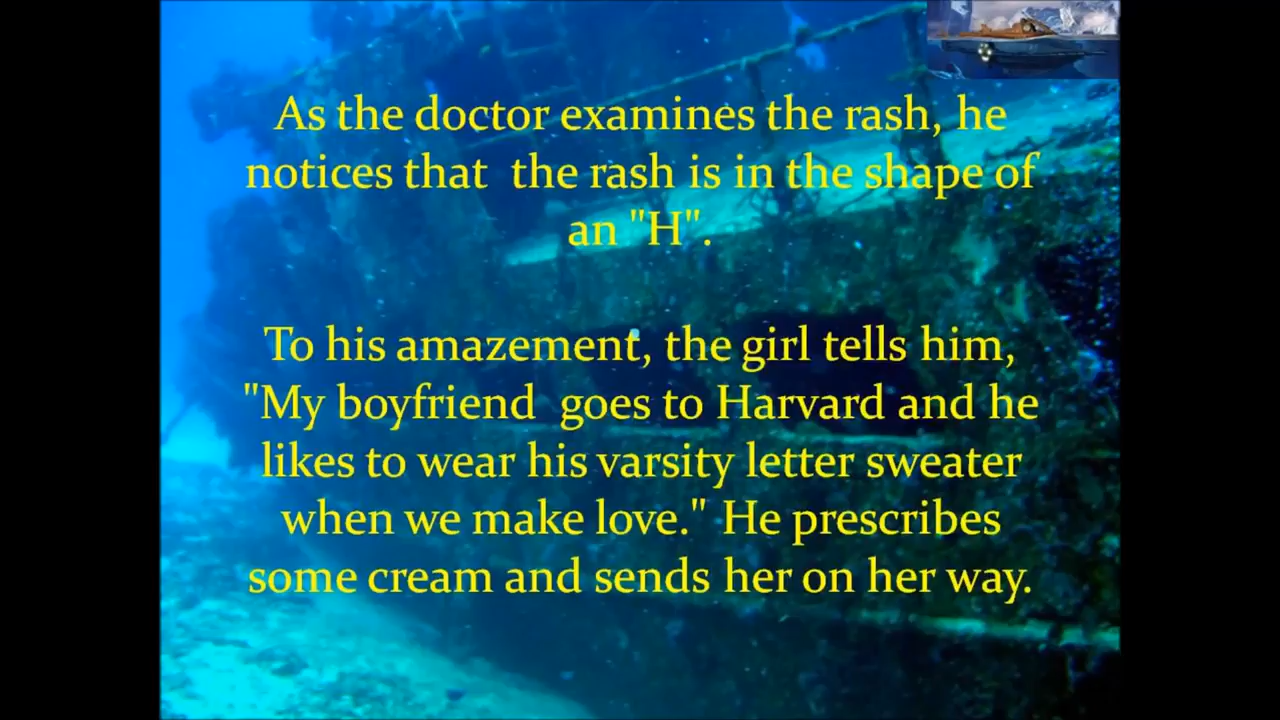 As the doctor examines the rash, he
notices that  the rash is in the shape of
an "H".
To his amazement, the girl tells him,
"My boyfriend  goes to Harvard and he
likes to wear his varsity letter sweater
when we make love."  He prescribes
some cream and sends her on her way.